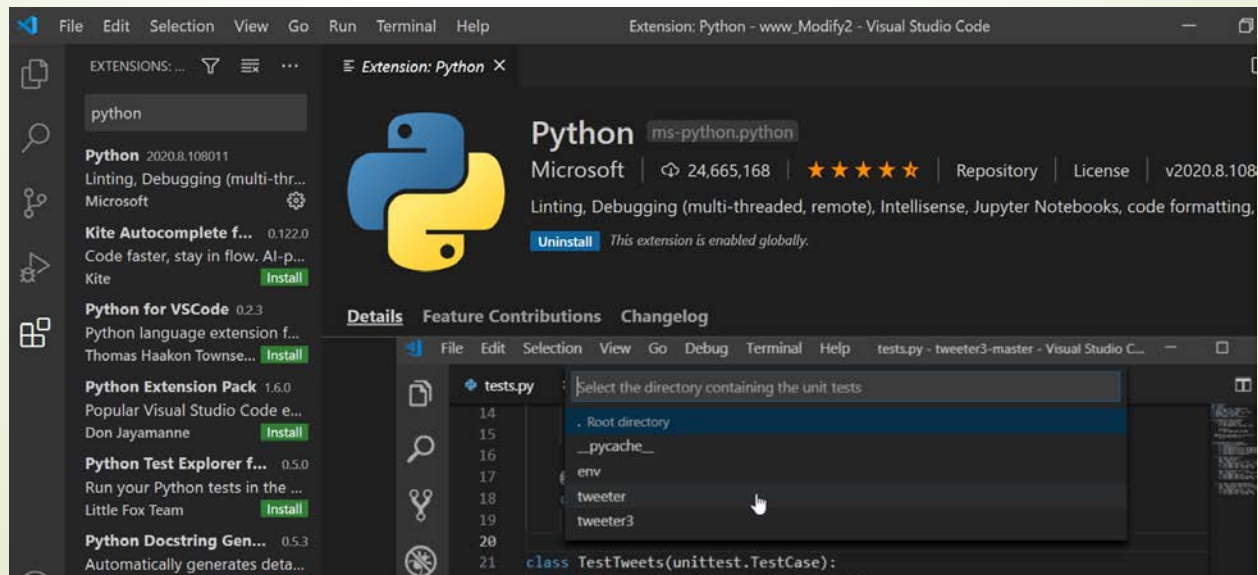 File Edit Selection View Go Run Terminal Help Extension: Python - www_Modify2 - Visual Studio Code
EXTENSIONS: ...
Extension: Python
python
Python 2020.8.108011
Linting, Debugging (multi-thr...
Microsoft
Kite Autocomplete f... 0.122.0
Code faster, stay in flow. AI-p...
Kite Install
Python for VSCode 0.2.3
Python language extension f...
Thomas Haakon Townse... Install
Python Extension Pack 1.6.0
Popular Visual Studio Code e...
Don Jayamanne Install
Python Test Explorer f... 0.5.0
Run your Python tests in the ...
Little Fox Team Install
Python Docstring Gen... 0.5.3
Automatically generates deta...
Python ms-python.python
Microsoft 24,665,168 Repository License v2020.8.108
Linting, Debugging (multi-threaded, remote), Intellisense, Jupyter Notebooks, code formatting,
Uninstall This extension is enabled globally.
Details Feature Contributions Changelog
File Edit Selection View Go Debug Terminal Help tests.py - tweeter3-master - Visual Studio C...
tests.py
Select the directory containing the unit tests
. Root directory
__pycache__
env
tweeter
tweeter3
14
15
16
17
18
19
20
21 class TestTweets(unittest.TestCase):